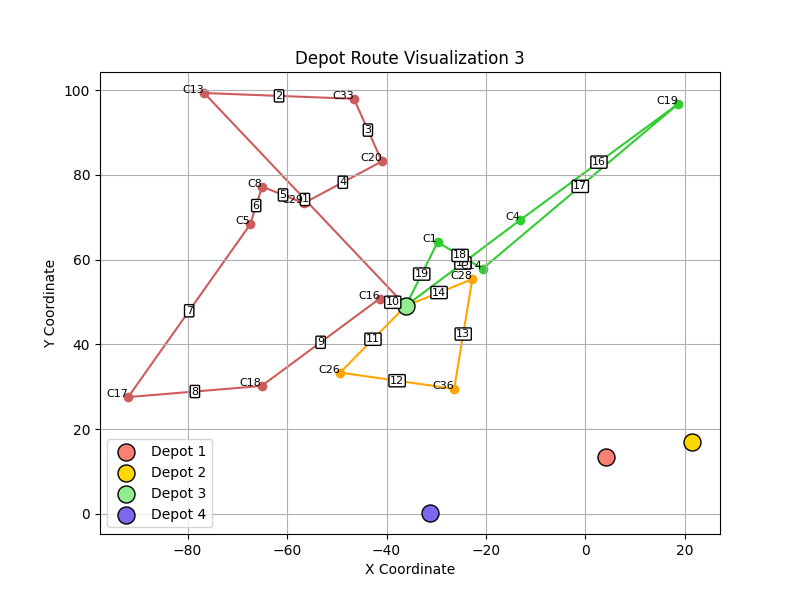 Depot Route Visualization 3
100
80
60
40
20
0
−80
−60
−40
−20
0
20
Y Coordinate
X Coordinate
C13
2
C33
C19
3
C20
4
16
17
C8
5
1
6
C5
C4
C1
18
C28
19
14
C16
10
7
11
13
9
C26
12
C36
C18
8
C17
Depot 1
Depot 2
Depot 3
Depot 4